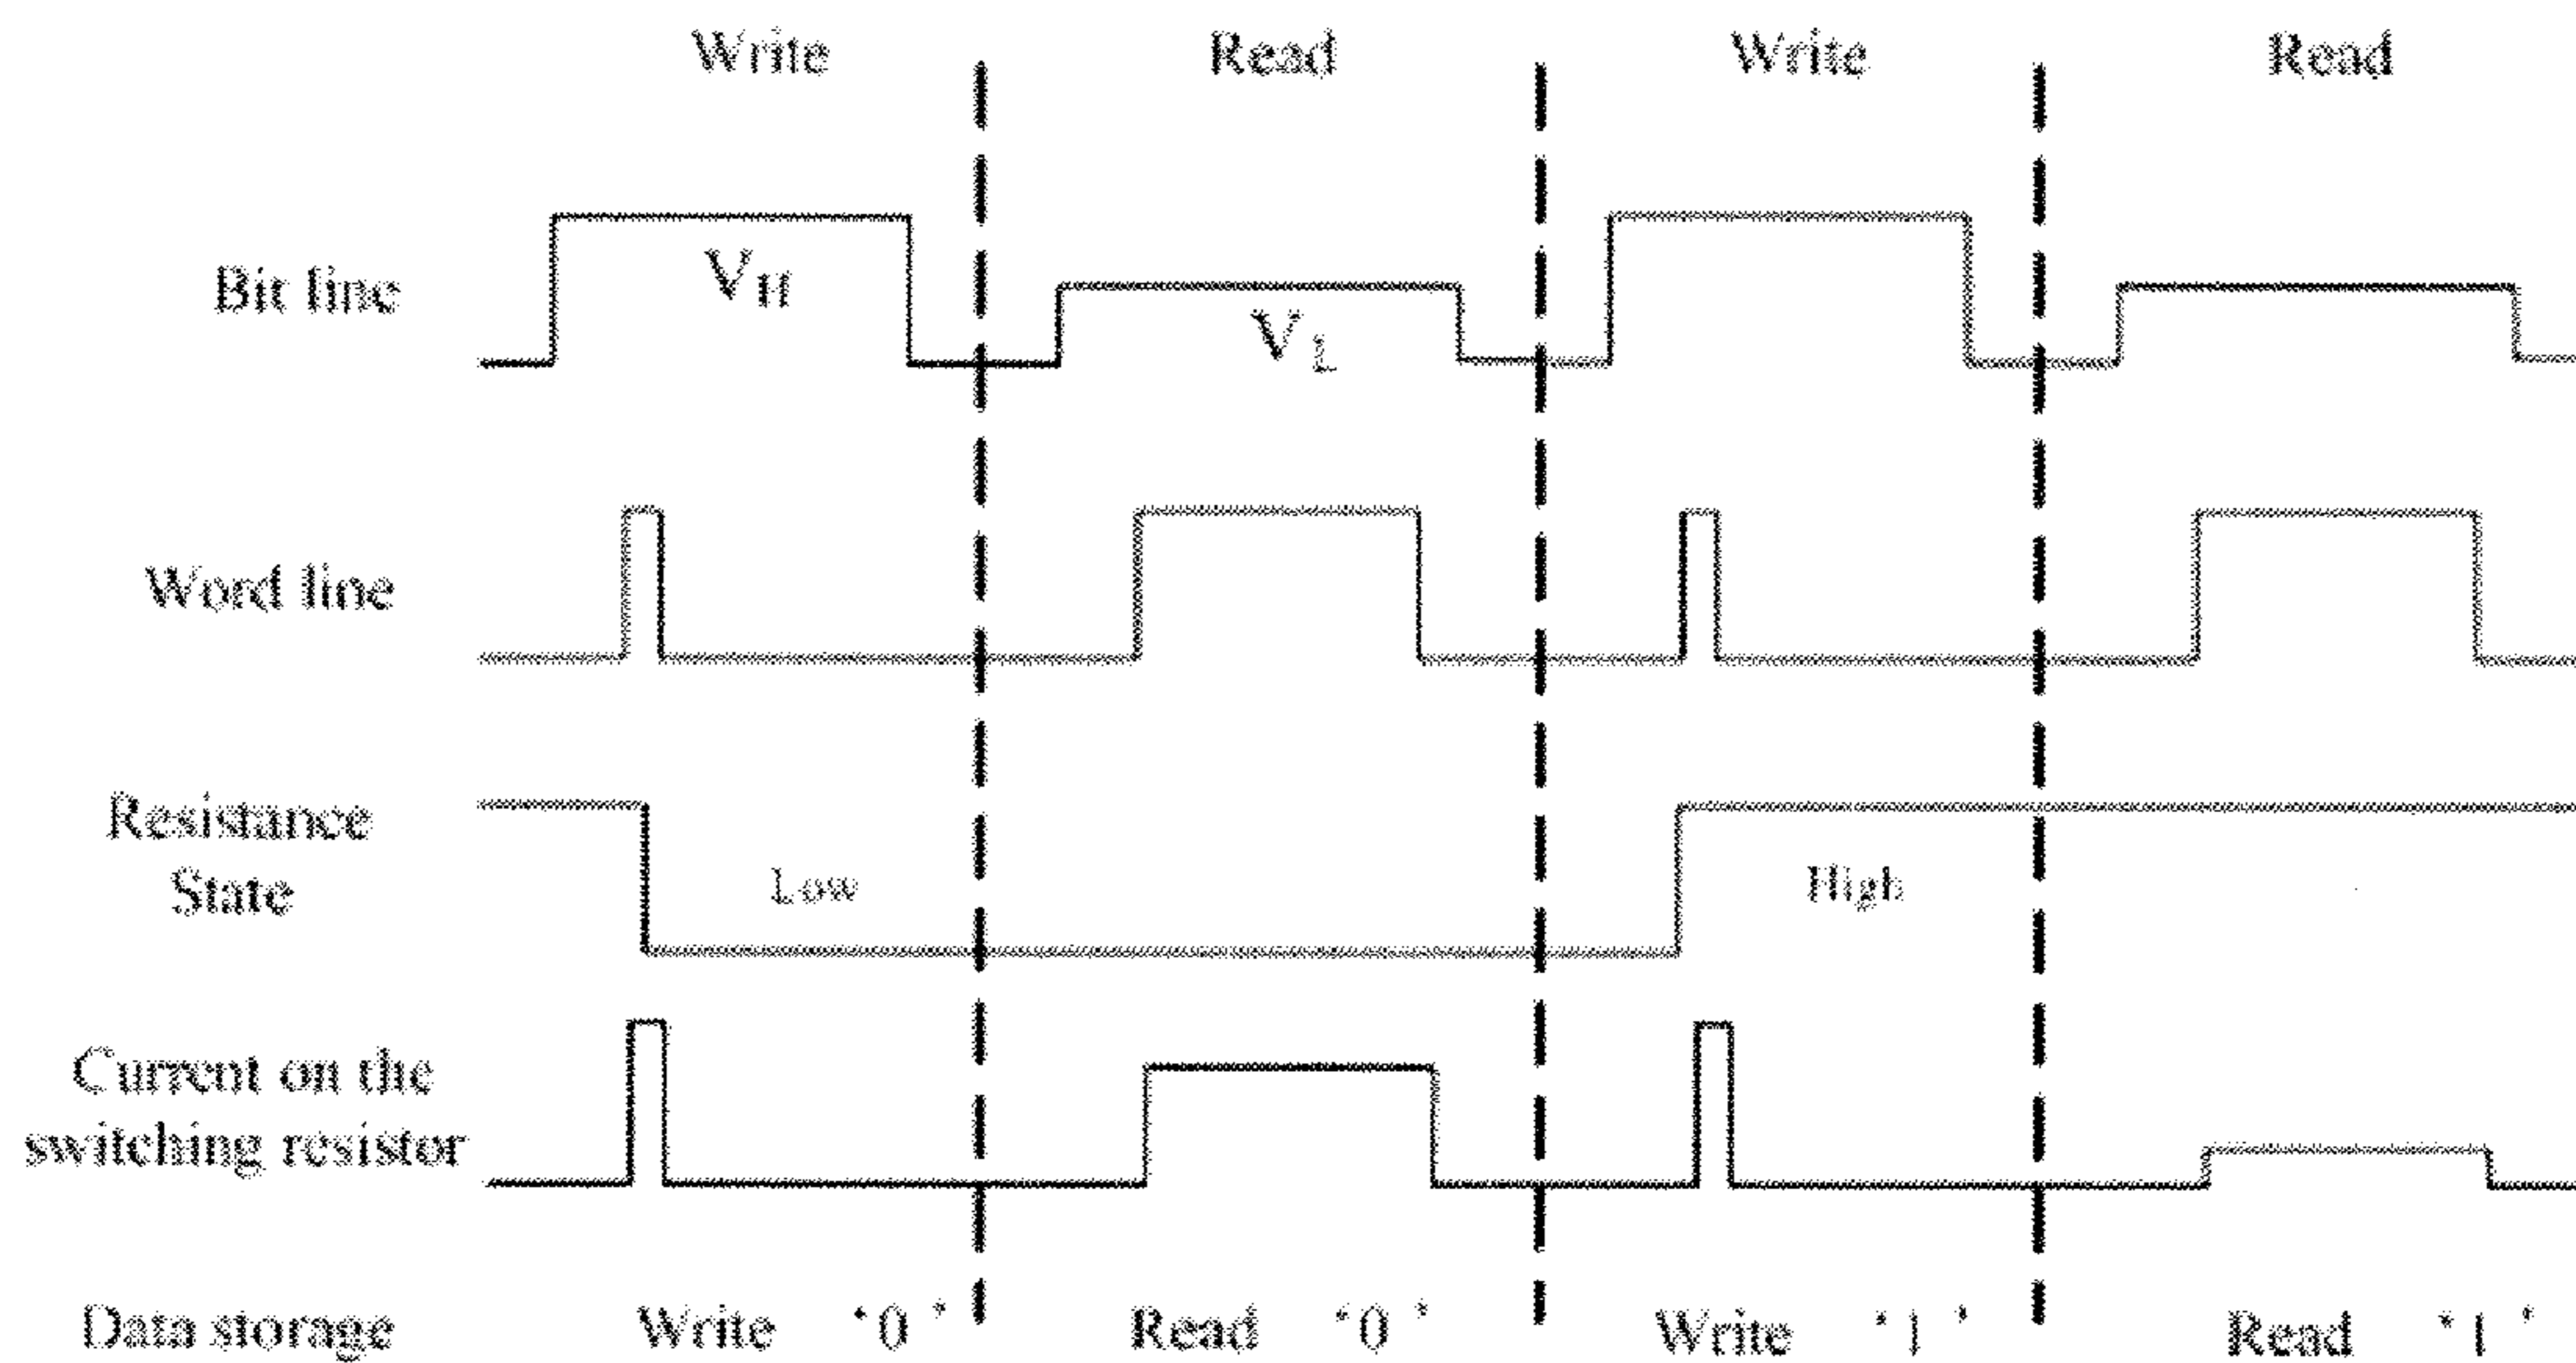 Write Read Write Read
Bit line
V_H
V_L
Word line
Resistance
State
Low
High
Current on the
switching resistor
Data storage Write ‘0’ Read ‘0’ Write ‘1’ Read ‘1’